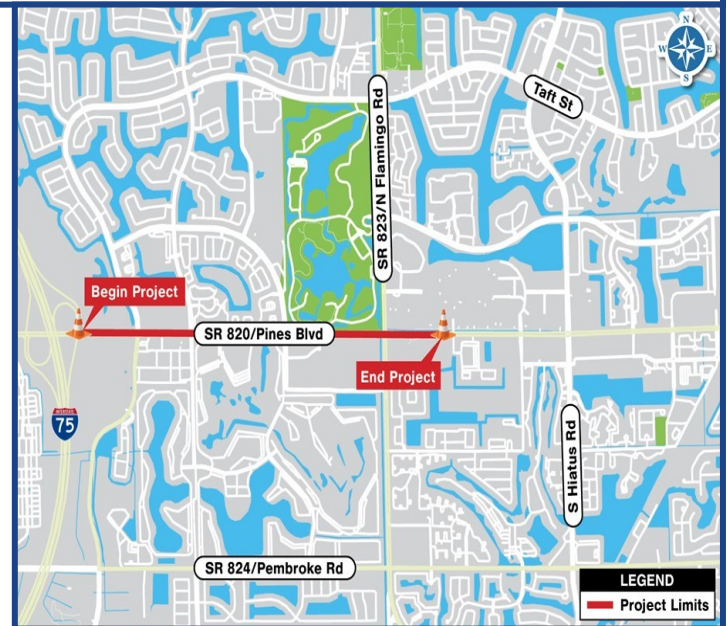 N
W
E
S
Taft St
SR 823/N Flamingo Rd
Begin Project
SR 820/Pines Blvd
End Project
INTERSTATE
75
S Hiatus Rd
SR 824/Pembroke Rd
LEGEND
Project Limits